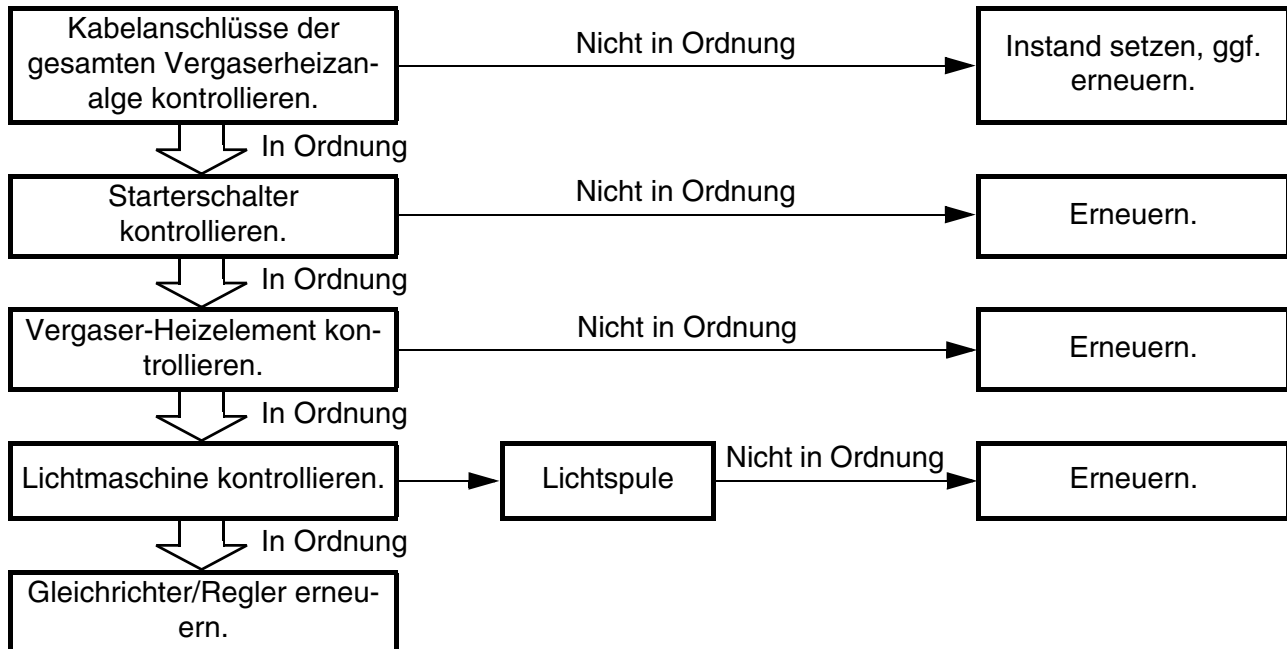 Kabelanschlüsse der
gesamten Vergaserheizan-
alge kontrollieren.
Nicht in Ordnung
Instand setzen, ggf.
erneuern.
In Ordnung
Starterschalter
kontrollieren.
Nicht in Ordnung
Erneuern.
In Ordnung
Vergaser-Heizelement kon-
trollieren.
Nicht in Ordnung
Erneuern.
In Ordnung
Lichtmaschine kontrollieren.
Lichtspule
Nicht in Ordnung
Erneuern.
In Ordnung
Gleichrichter/Regler erneu-
ern.